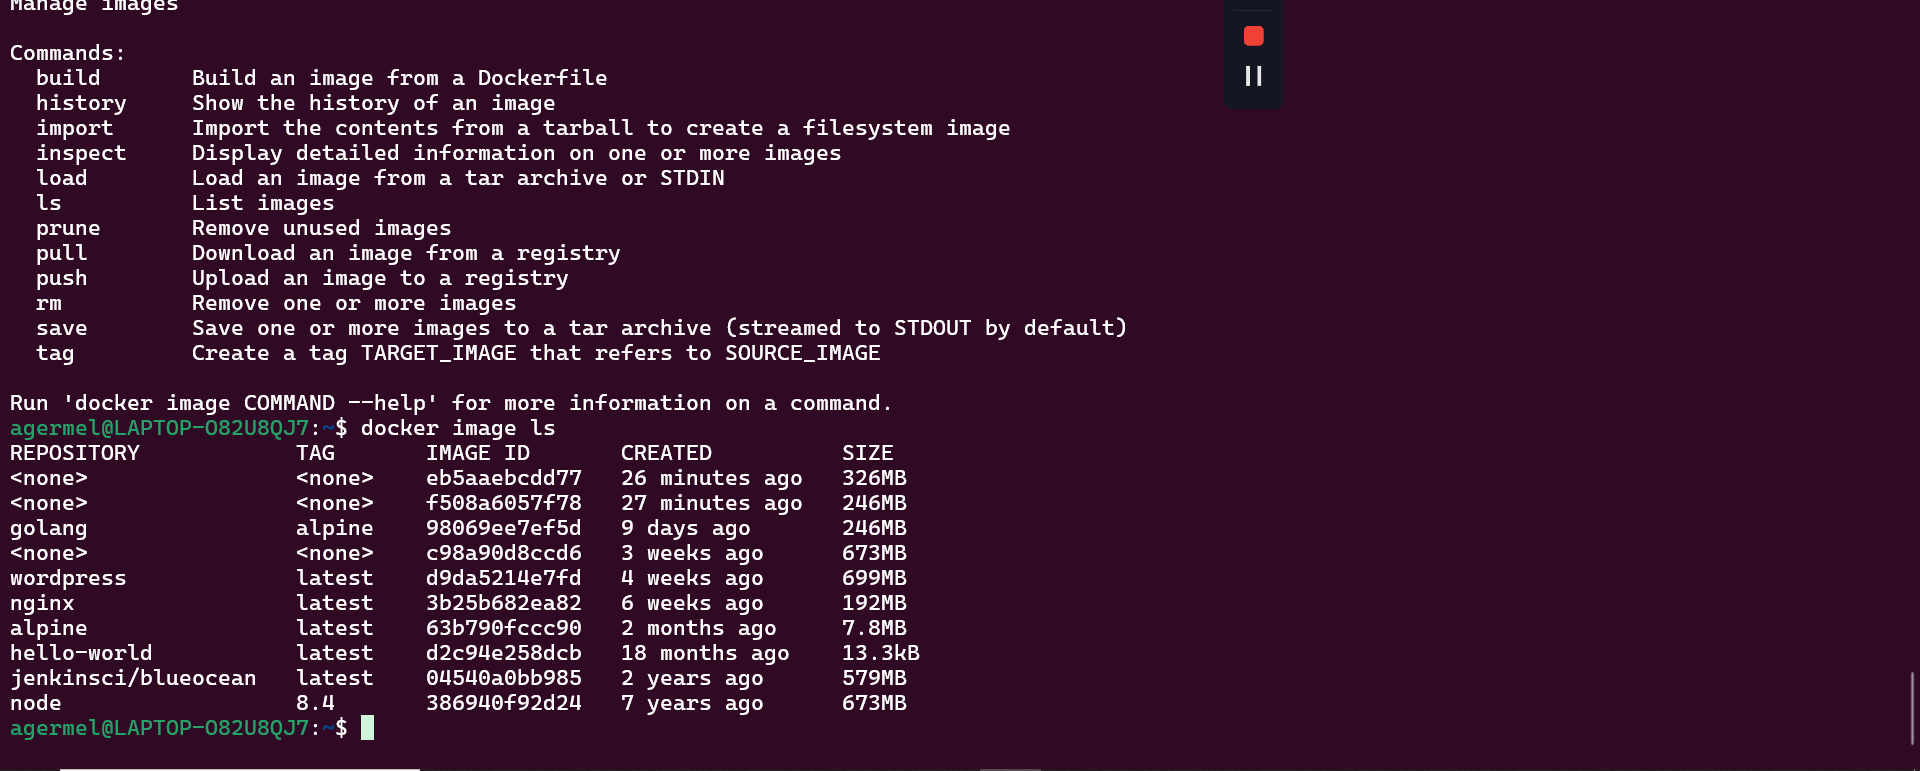 Manage images
Commands:
build Build an image from a Dockerfile
history Show the history of an image
import Import the contents from a tarball to create a filesystem image
inspect Display detailed information on one or more images
load Load an image from a tar archive or STDIN
ls List images
prune Remove unused images
pull Download an image from a registry
push Upload an image to a registry
rm Remove one or more images
save Save one or more images to a tar archive (streamed to STDOUT by default)
tag Create a tag TARGET_IMAGE that refers to SOURCE_IMAGE
Run 'docker image COMMAND --help' for more information on a command.
agermel@LAPTOP-O82U8QJ7:~$ docker image ls
REPOSITORY TAG IMAGE ID CREATED SIZE
<none> <none> eb5aaebcdd77 26 minutes ago 326MB
<none> <none> f508a6057f78 27 minutes ago 246MB
golang alpine 98069ee7ef5d 9 days ago 246MB
<none> <none> c98a90d8ccd6 3 weeks ago 673MB
wordpress latest d9da5214e7fd 4 weeks ago 699MB
nginx latest 3b25b682ea82 6 weeks ago 192MB
alpine latest 63b790fccc90 2 months ago 7.8MB
hello-world latest d2c94e258dcb 18 months ago 13.3kB
jenkinsci/blueocean latest 04540a0bb985 2 years ago 579MB
node 8.4 386940f92d24 7 years ago 673MB
agermel@LAPTOP-O82U8QJ7:~$